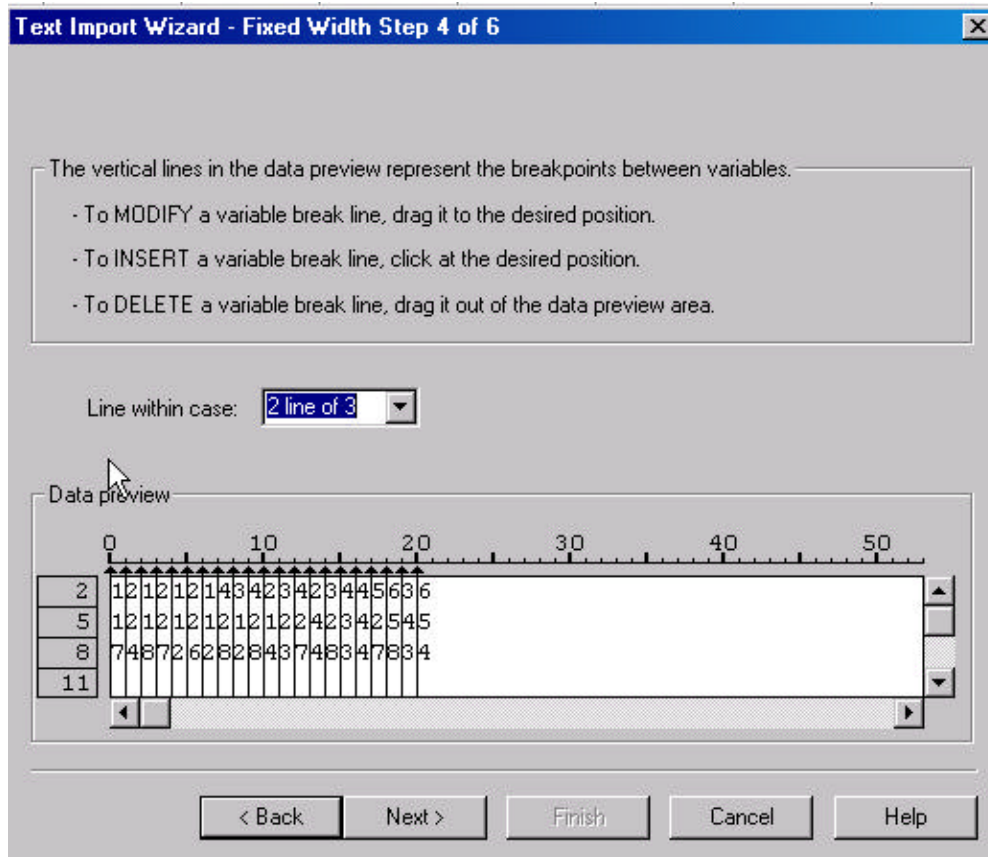 Text Import Wizard - Fixed Width Step 4 of 6
The vertical lines in the data preview represent the breakpoints between variables.
- To MODIFY a variable break line, drag it to the desired position.
- To INSERT a variable break line, click at the desired position.
- To DELETE a variable break line, drag it out of the data preview area.
Line within case: 2 line of 3
Data preview
0 10 20 30 40 50
2 121212143423423445636
5 121212121212242342545
8 748726282843748347834
11
< Back Next > Finish Cancel Help